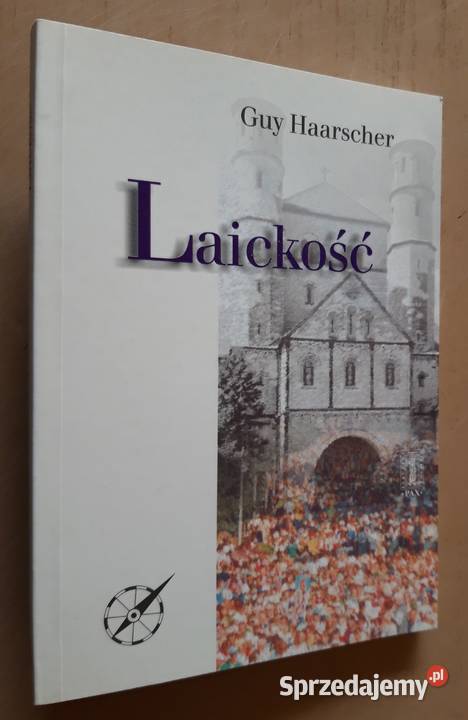 Guy Haarscher
Laickość
PAX
Sprzedajemy.pl